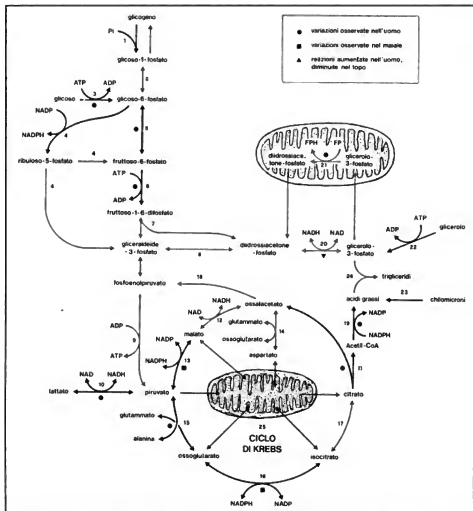 glicogeno
Pi
1
glicoso-1-fosfato
variazioni osservate nell'uomo
variazioni osservate nel maiale
reazioni aumentate nell'uomo,
diminuite nel topo
ATP
ADP
glicoso
3
glicoso-6-fosfato
NADP
NADPH
4
ribuloso-5-fosfato
4
fruttoso-6-fosfato
4
ATP
ADP
6
fruttoso-1-6-difosfato
7
FPH
FP
diidrossiace-
tone-fosfato
21
glicerolo-
3-fosfato
gliceraldeide
-3-fosfato
8
diidrossiacetone
-fosfato
NADH
NAD
20
glicerolo-
3-fosfato
ADP
ATP
22
glicerolo
24
trigliceridi
fosfoenolpiruvato
18
acidi grassi
23
chilomicroni
19
NADP
NADPH
Acetil-CoA
ADP
ATP
9
ossalacetato
NAD
NADH
12
malato
glutammato
ossoglutarato
14
aspartato
NADP
NADPH
13
NAD
NADH
lattato
10
piruvato
citrato
11
25
CICLO
DI KREBS
glutammato
alanina
15
ossoglutarato
isocitrato
17
16
NADPH
NADP